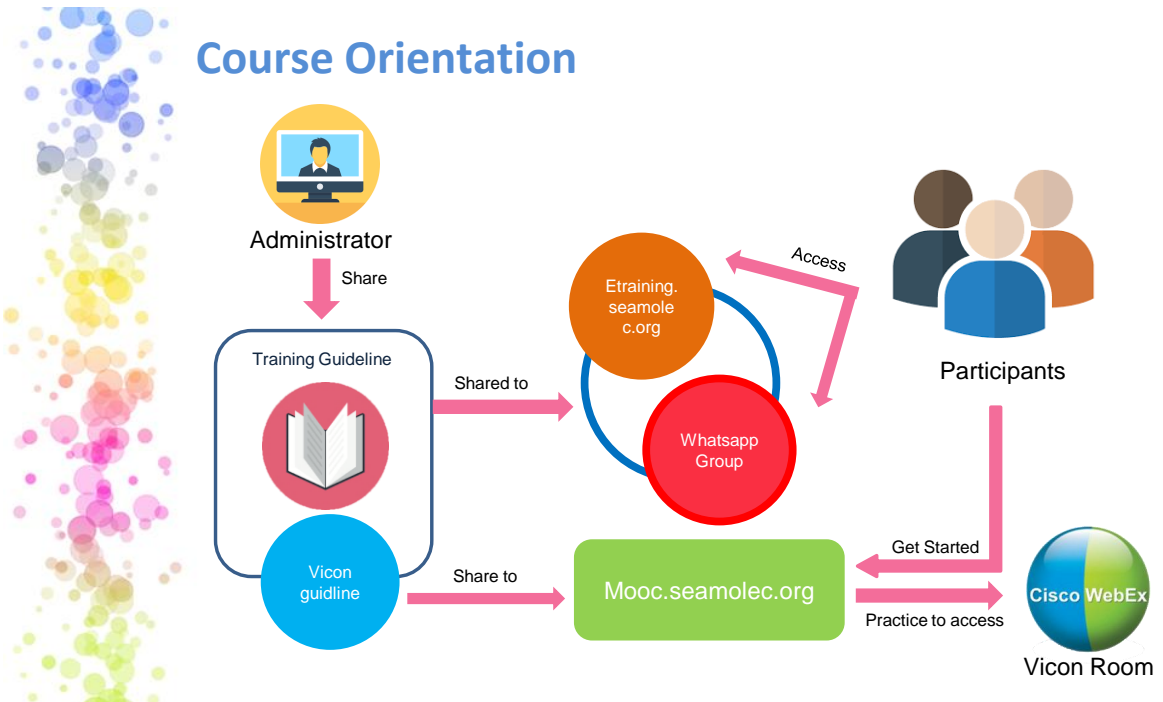 Course Orientation
Administrator
Share
Training Guideline
Shared to
Etraining.
seamole
c.org
Whatsapp
Group
Access
Participants
Vicon
guidline
Share to
Mooc.seamolec.org
Get Started
Practice to access
Cisco WebEx
Vicon Room